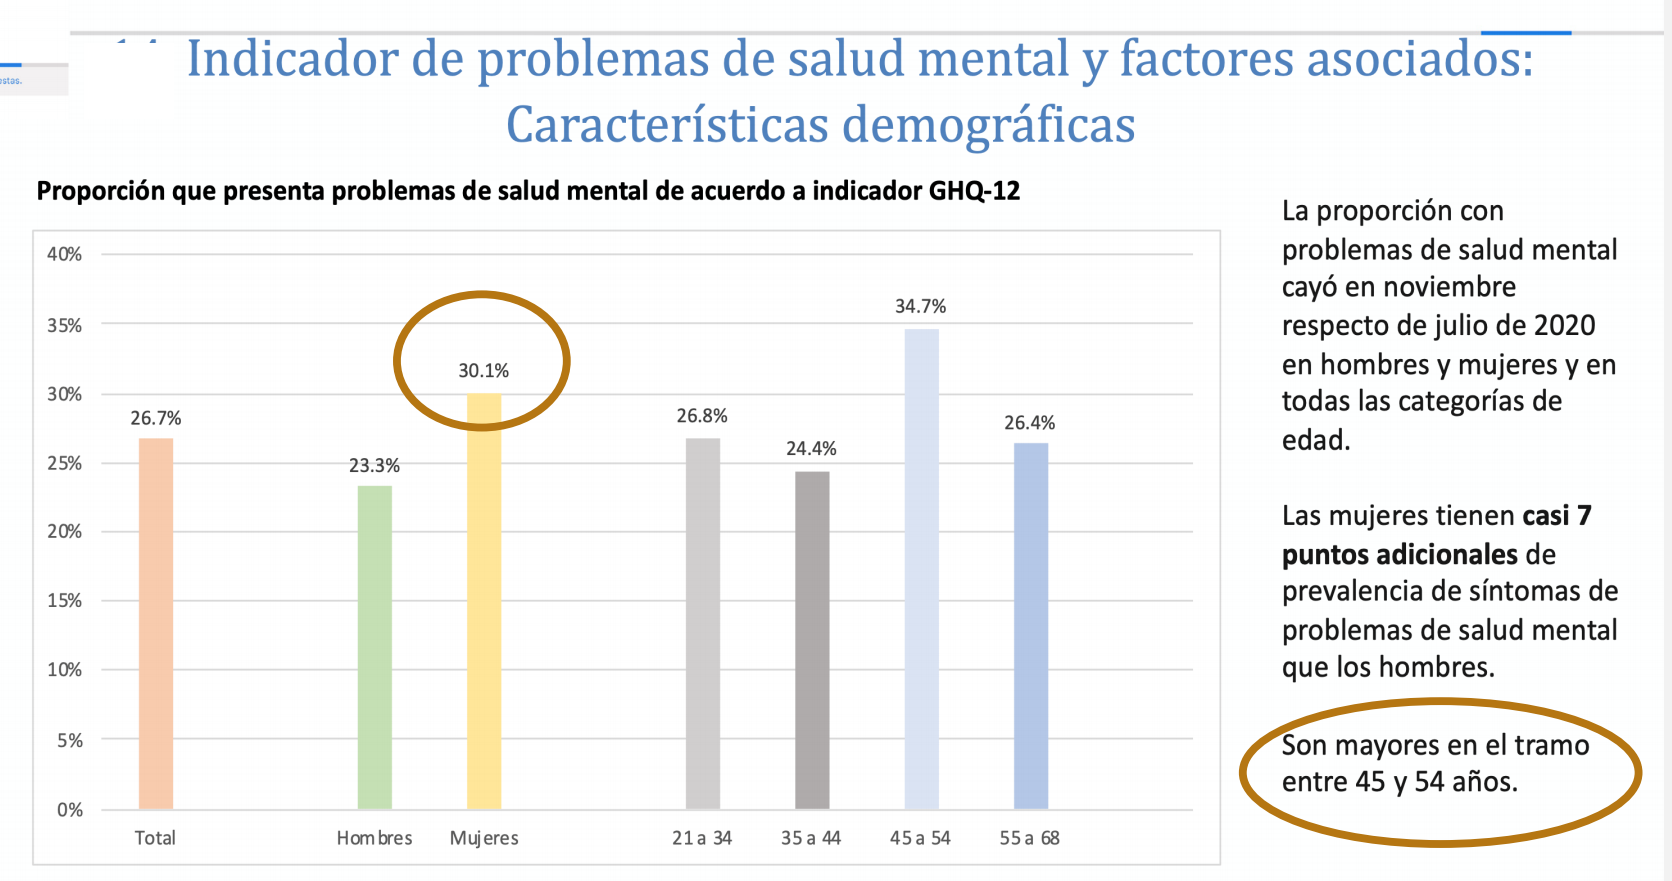 Indicador de problemas de salud mental y factores asociados:
Características demográficas
estas.
Proporción que presenta problemas de salud mental de acuerdo a indicador GHQ-12
40%
35%
30%
25%
20%
15%
10%
5%
0%
26.7%
23.3%
30.1%
26.8%
24.4%
34.7%
26.4%
Total
Hombres
Mujeres
21 a 34
35 a 44
45 a 54
55 a 68
La proporción con
problemas de salud mental
cayó en noviembre
respecto de julio de 2020
en hombres y mujeres y en
todas las categorías de
edad.
Las mujeres tienen casi 7
puntos adicionales de
prevalencia de síntomas de
problemas de salud mental
que los hombres.
Son mayores en el tramo
entre 45 y 54 años.